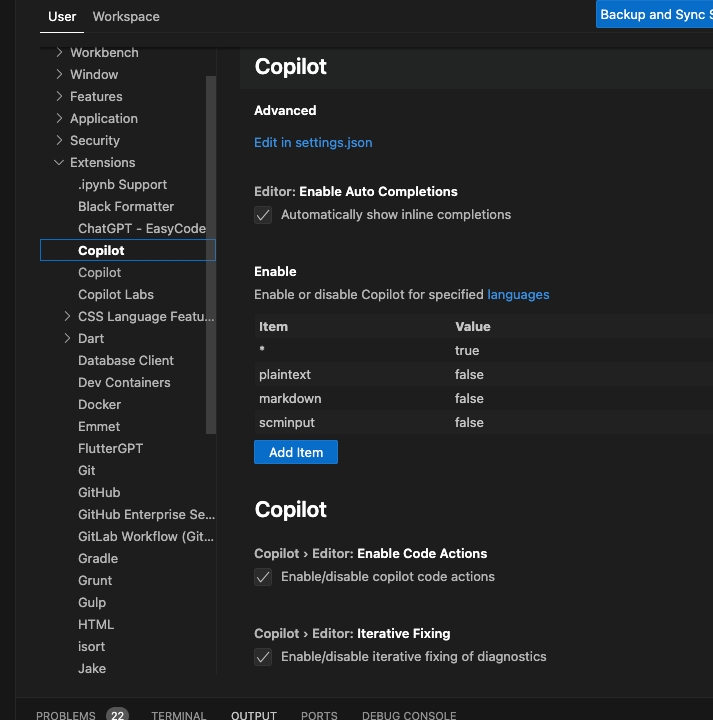 User Workspace
Backup and Sync S
Workbench
Window
Features
Application
Security
Extensions
.ipynb Support
Black Formatter
ChatGPT - EasyCode
Copilot
Copilot
Copilot Labs
CSS Language Featu...
Dart
Database Client
Dev Containers
Docker
Emmet
FlutterGPT
Git
GitHub
GitHub Enterprise Se...
GitLab Workflow (Git...
Gradle
Grunt
Gulp
HTML
isort
Jake
Copilot
Advanced
Edit in settings.json
Editor: Enable Auto Completions
Automatically show inline completions
Enable
Enable or disable Copilot for specified languages
Item Value
* true
plaintext false
markdown false
scminput false
Add Item
Copilot
Copilot › Editor: Enable Code Actions
Enable/disable copilot code actions
Copilot › Editor: Iterative Fixing
Enable/disable iterative fixing of diagnostics
PROBLEMS 22 TERMINAL OUTPUT PORTS DEBUG CONSOLE